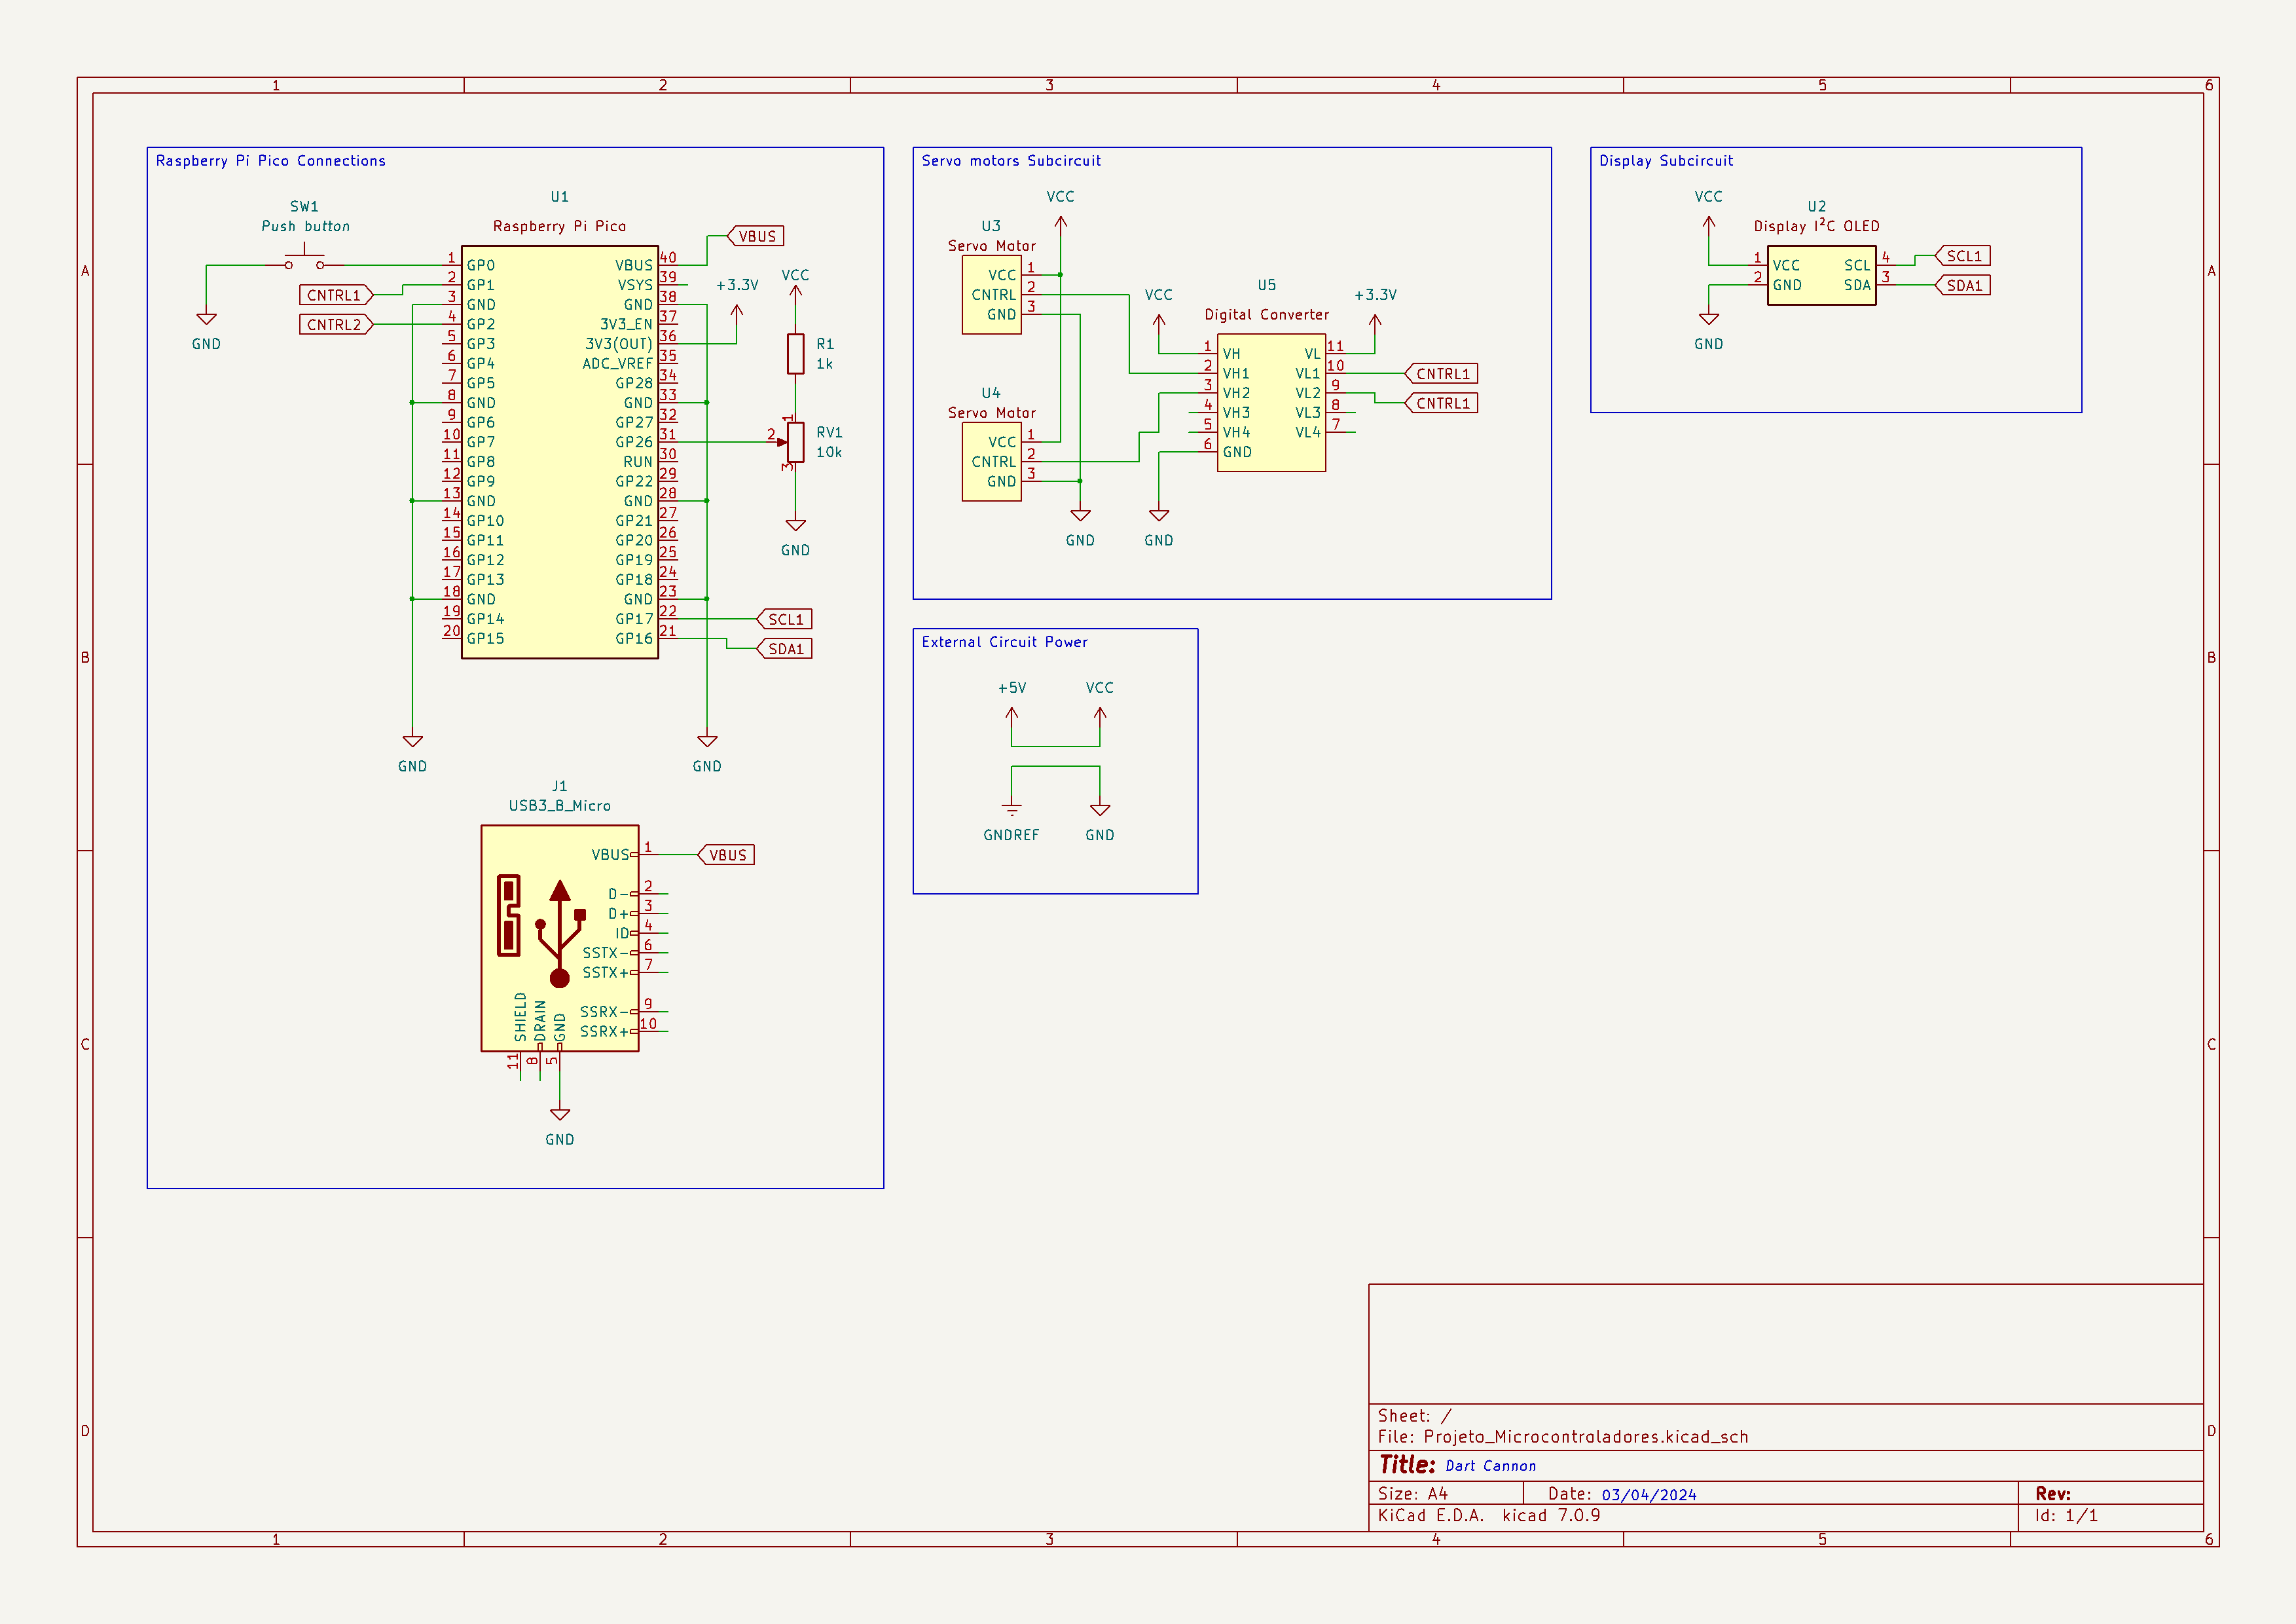 1 2 3 4 5 6
A
B
C
D
A
B
C
D
Raspberry Pi Pico Connections
SW1
Push button
GND
CNTRL1
CNTRL2
U1
Raspberry Pi Pico
1 GP0
2 GP1
3 GND
4 GP2
5 GP3
6 GP4
7 GP5
8 GND
9 GP6
10 GP7
11 GP8
12 GP9
13 GND
14 GP10
15 GP11
16 GP12
17 GP13
18 GND
19 GP14
20 GP15
VBUS 40
VSYS 39
GND 38
3V3_EN 37
3V3(OUT) 36
ADC_VREF 35
GP28 34
GND 33
GP27 32
GP26 31
RUN 30
GP22 29
GND 28
GP21 27
GP20 26
GP19 25
GP18 24
GND 23
GP17 22
GP16 21
VBUS
+3.3V
VCC
R1
1k
1
2
3
RV1
10k
GND
SCL1
SDA1
GND
GND
J1
USB3_B_Micro
VBUS 1
VBUS
D- 2
D+ 3
ID 4
SSTX- 6
SSTX+ 7
SSRX- 9
SSRX+ 10
SHIELD 11
DRAIN 8
GND 5
GND
Servo motors Subcircuit
VCC
U3
Servo Motor
VCC 1
CNTRL 2
GND 3
U4
Servo Motor
VCC 1
CNTRL 2
GND 3
GND
VCC
U5
Digital Converter
1 VH
2 VH1
3 VH2
4 VH3
5 VH4
6 GND
VL 11
VL1 10
VL2 9
VL3 8
VL4 7
+3.3V
CNTRL1
CNTRL1
GND
External Circuit Power
+5V VCC
GNDREF GND
Display Subcircuit
VCC
U2
Display I²C OLED
1 VCC
2 GND
SCL 4
SDA 3
SCL1
SDA1
GND
Sheet: /
File: Projeto_Microcontroladores.kicad_sch
Title: Dart Cannon
Size: A4 Date: 03/04/2024 Rev:
KiCad E.D.A. kicad 7.0.9 Id: 1/1
1 2 3 4 5 6